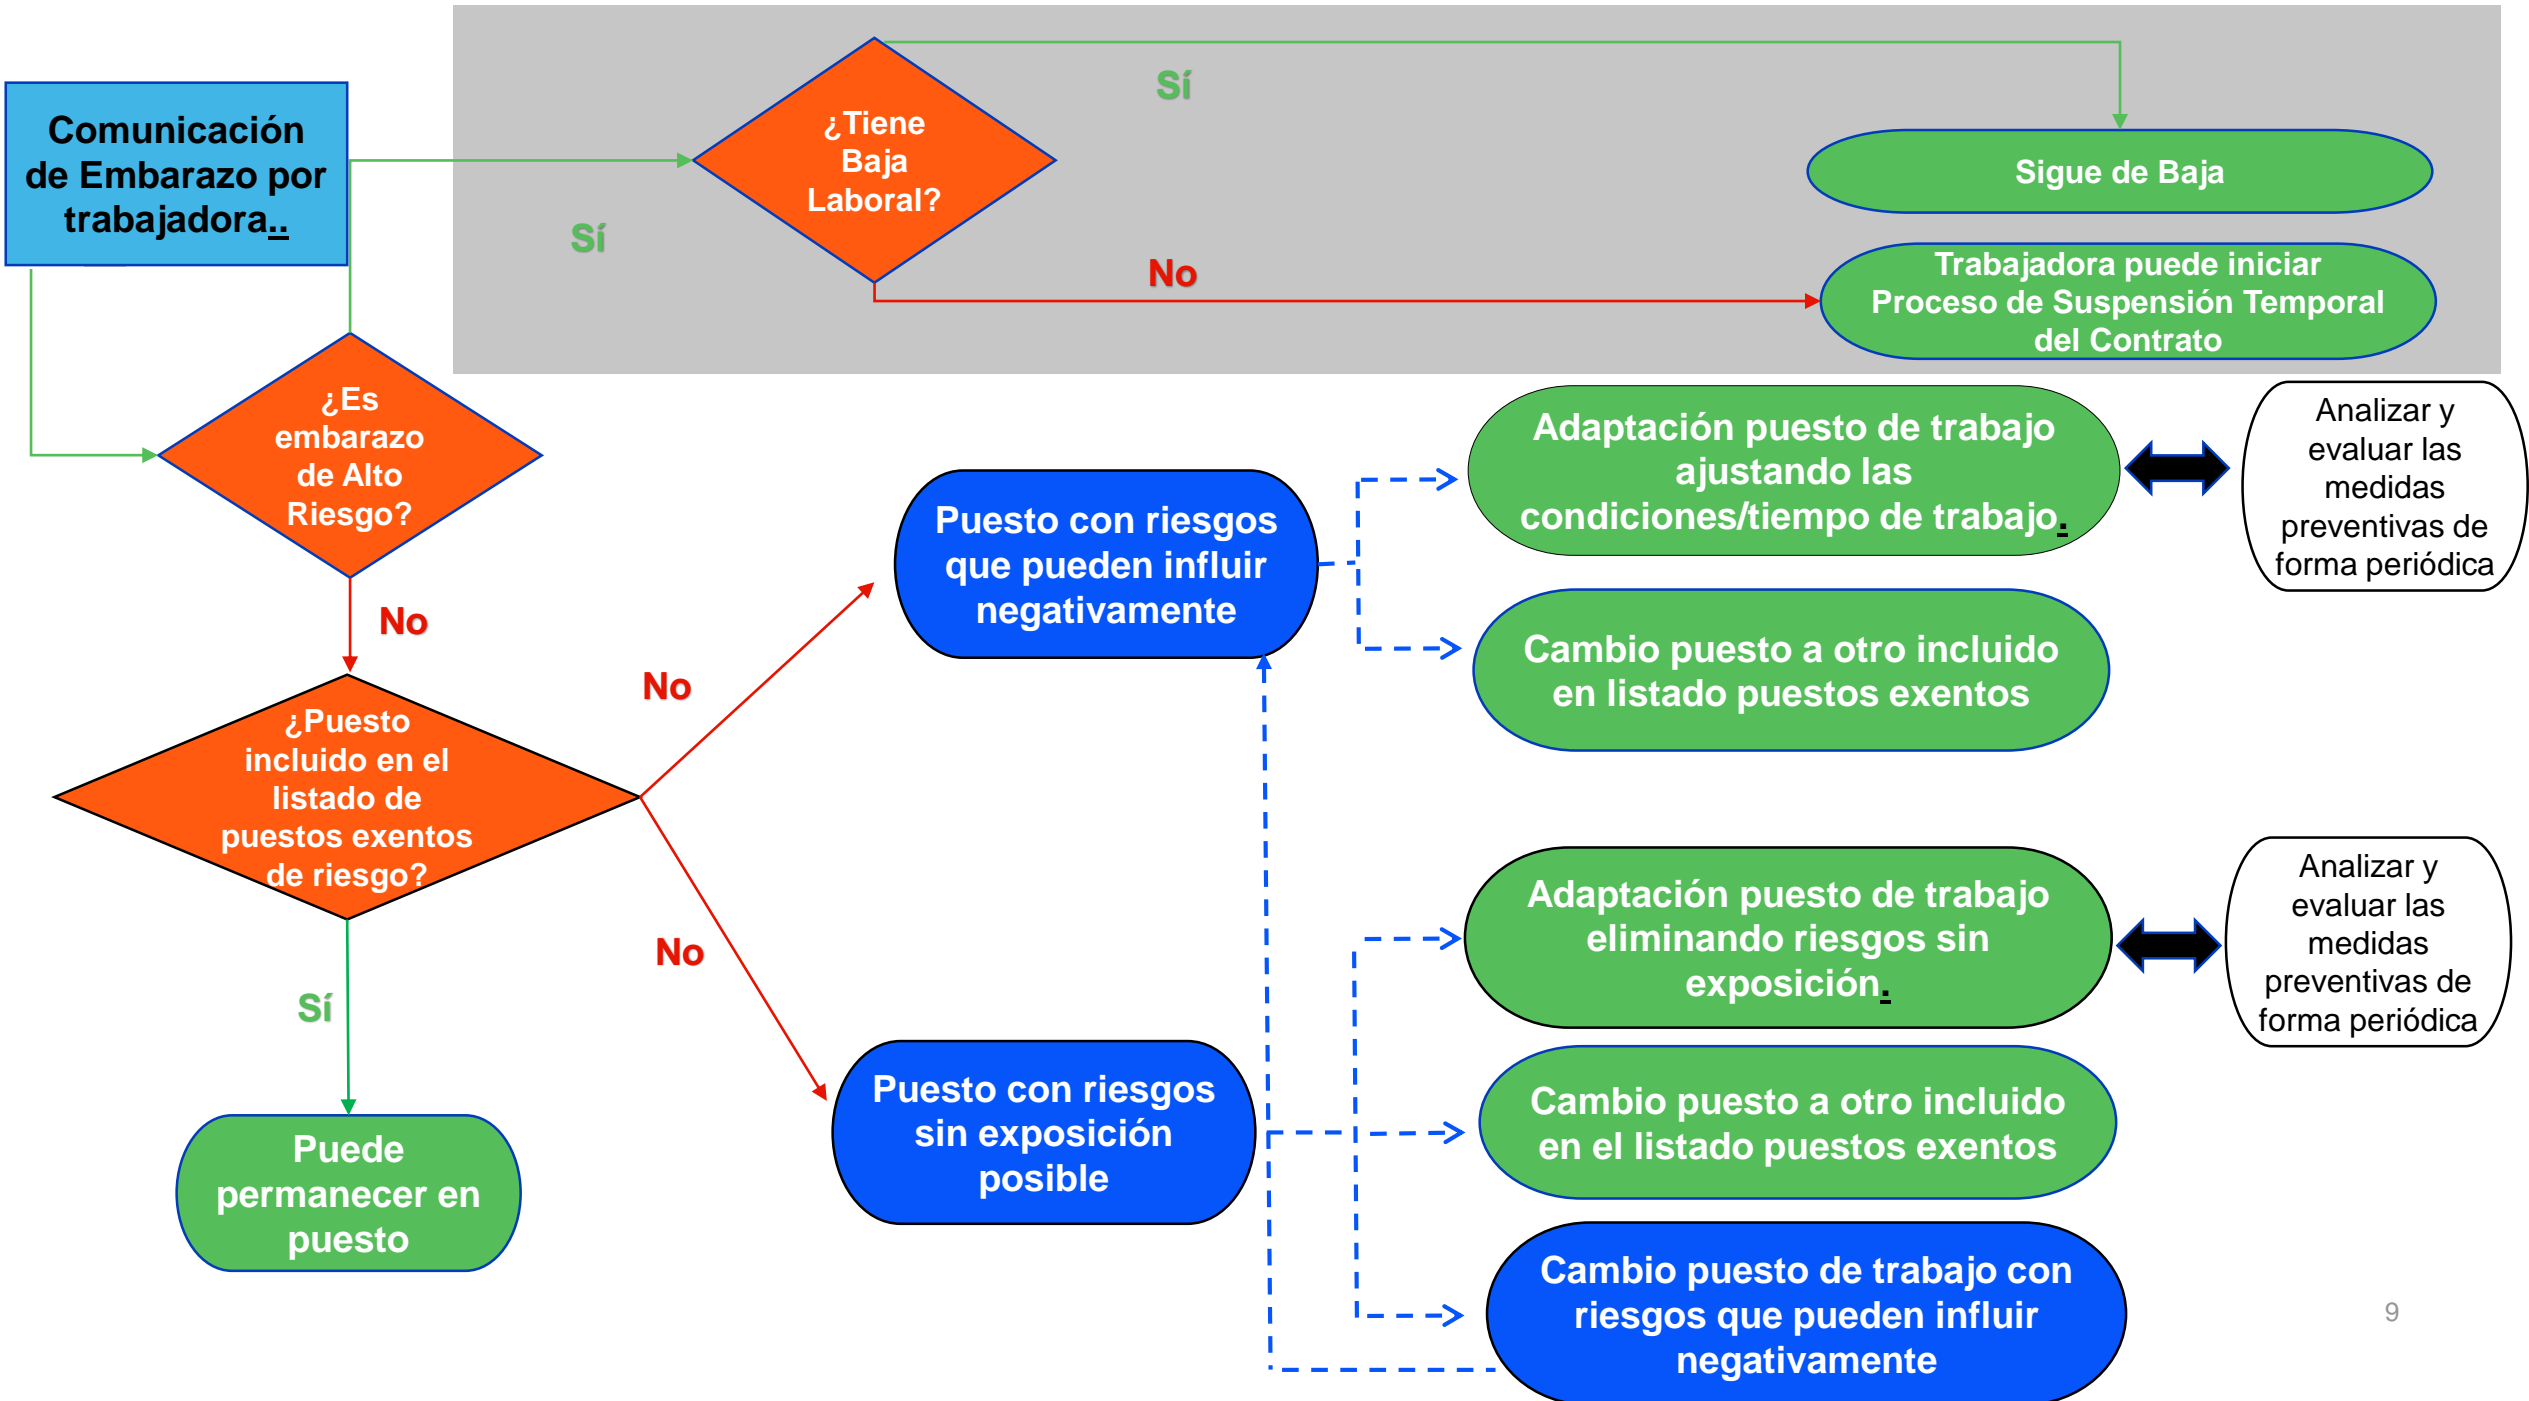 Comunicación
de Embarazo por
trabajadora..
¿Tiene
Baja
Laboral?
Sí
Sí
No
Sigue de Baja
Trabajadora puede iniciar
Proceso de Suspensión Temporal
del Contrato
¿Es
embarazo
de Alto
Riesgo?
No
Puesto con riesgos
que pueden influir
negativamente
Adaptación puesto de trabajo
ajustando las
condiciones/tiempo de trabajo.
Analizar y
evaluar las
medidas
preventivas de
forma periódica
Cambio puesto a otro incluido
en listado puestos exentos
¿Puesto
incluido en el
listado de
puestos exentos
de riesgo?
No
No
Sí
Puede
permanecer en
puesto
Puesto con riesgos
sin exposición
posible
Adaptación puesto de trabajo
eliminando riesgos sin
exposición.
Analizar y
evaluar las
medidas
preventivas de
forma periódica
Cambio puesto a otro incluido
en el listado puestos exentos
Cambio puesto de trabajo con
riesgos que pueden influir
negativamente
9